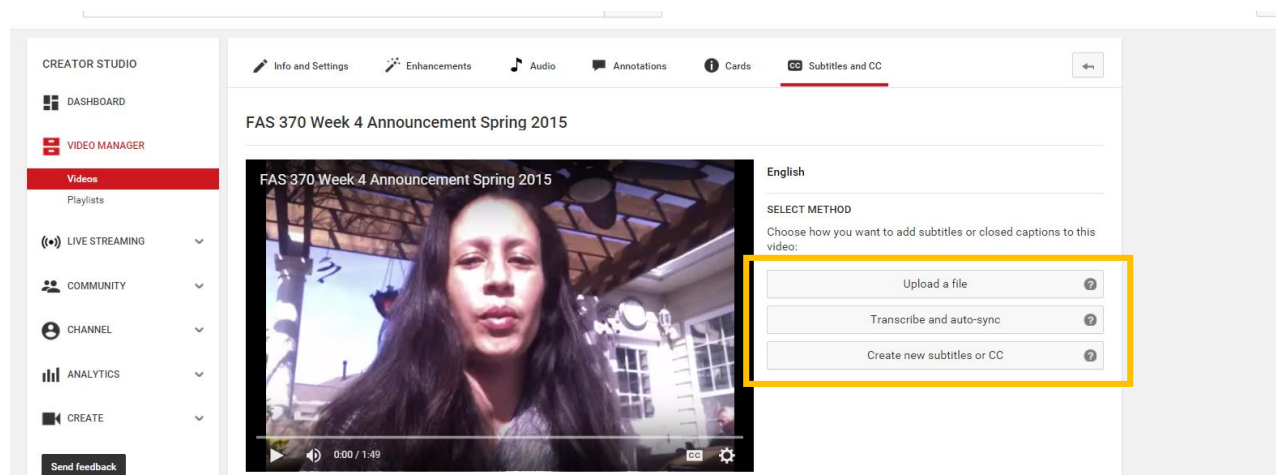 CREATOR STUDIO
DASHBOARD
VIDEO MANAGER
Videos
Playlists
LIVE STREAMING
COMMUNITY
CHANNEL
ANALYTICS
CREATE
Send feedback
Info and Settings
Enhancements
Audio
Annotations
Cards
CC Subtitles and CC
FAS 370 Week 4 Announcement Spring 2015
FAS 370 Week 4 Announcement Spring 2015
0:00 / 1:49
CC
English
SELECT METHOD
Choose how you want to add subtitles or closed captions to this
video:
Upload a file ?
Transcribe and auto-sync ?
Create new subtitles or CC ?